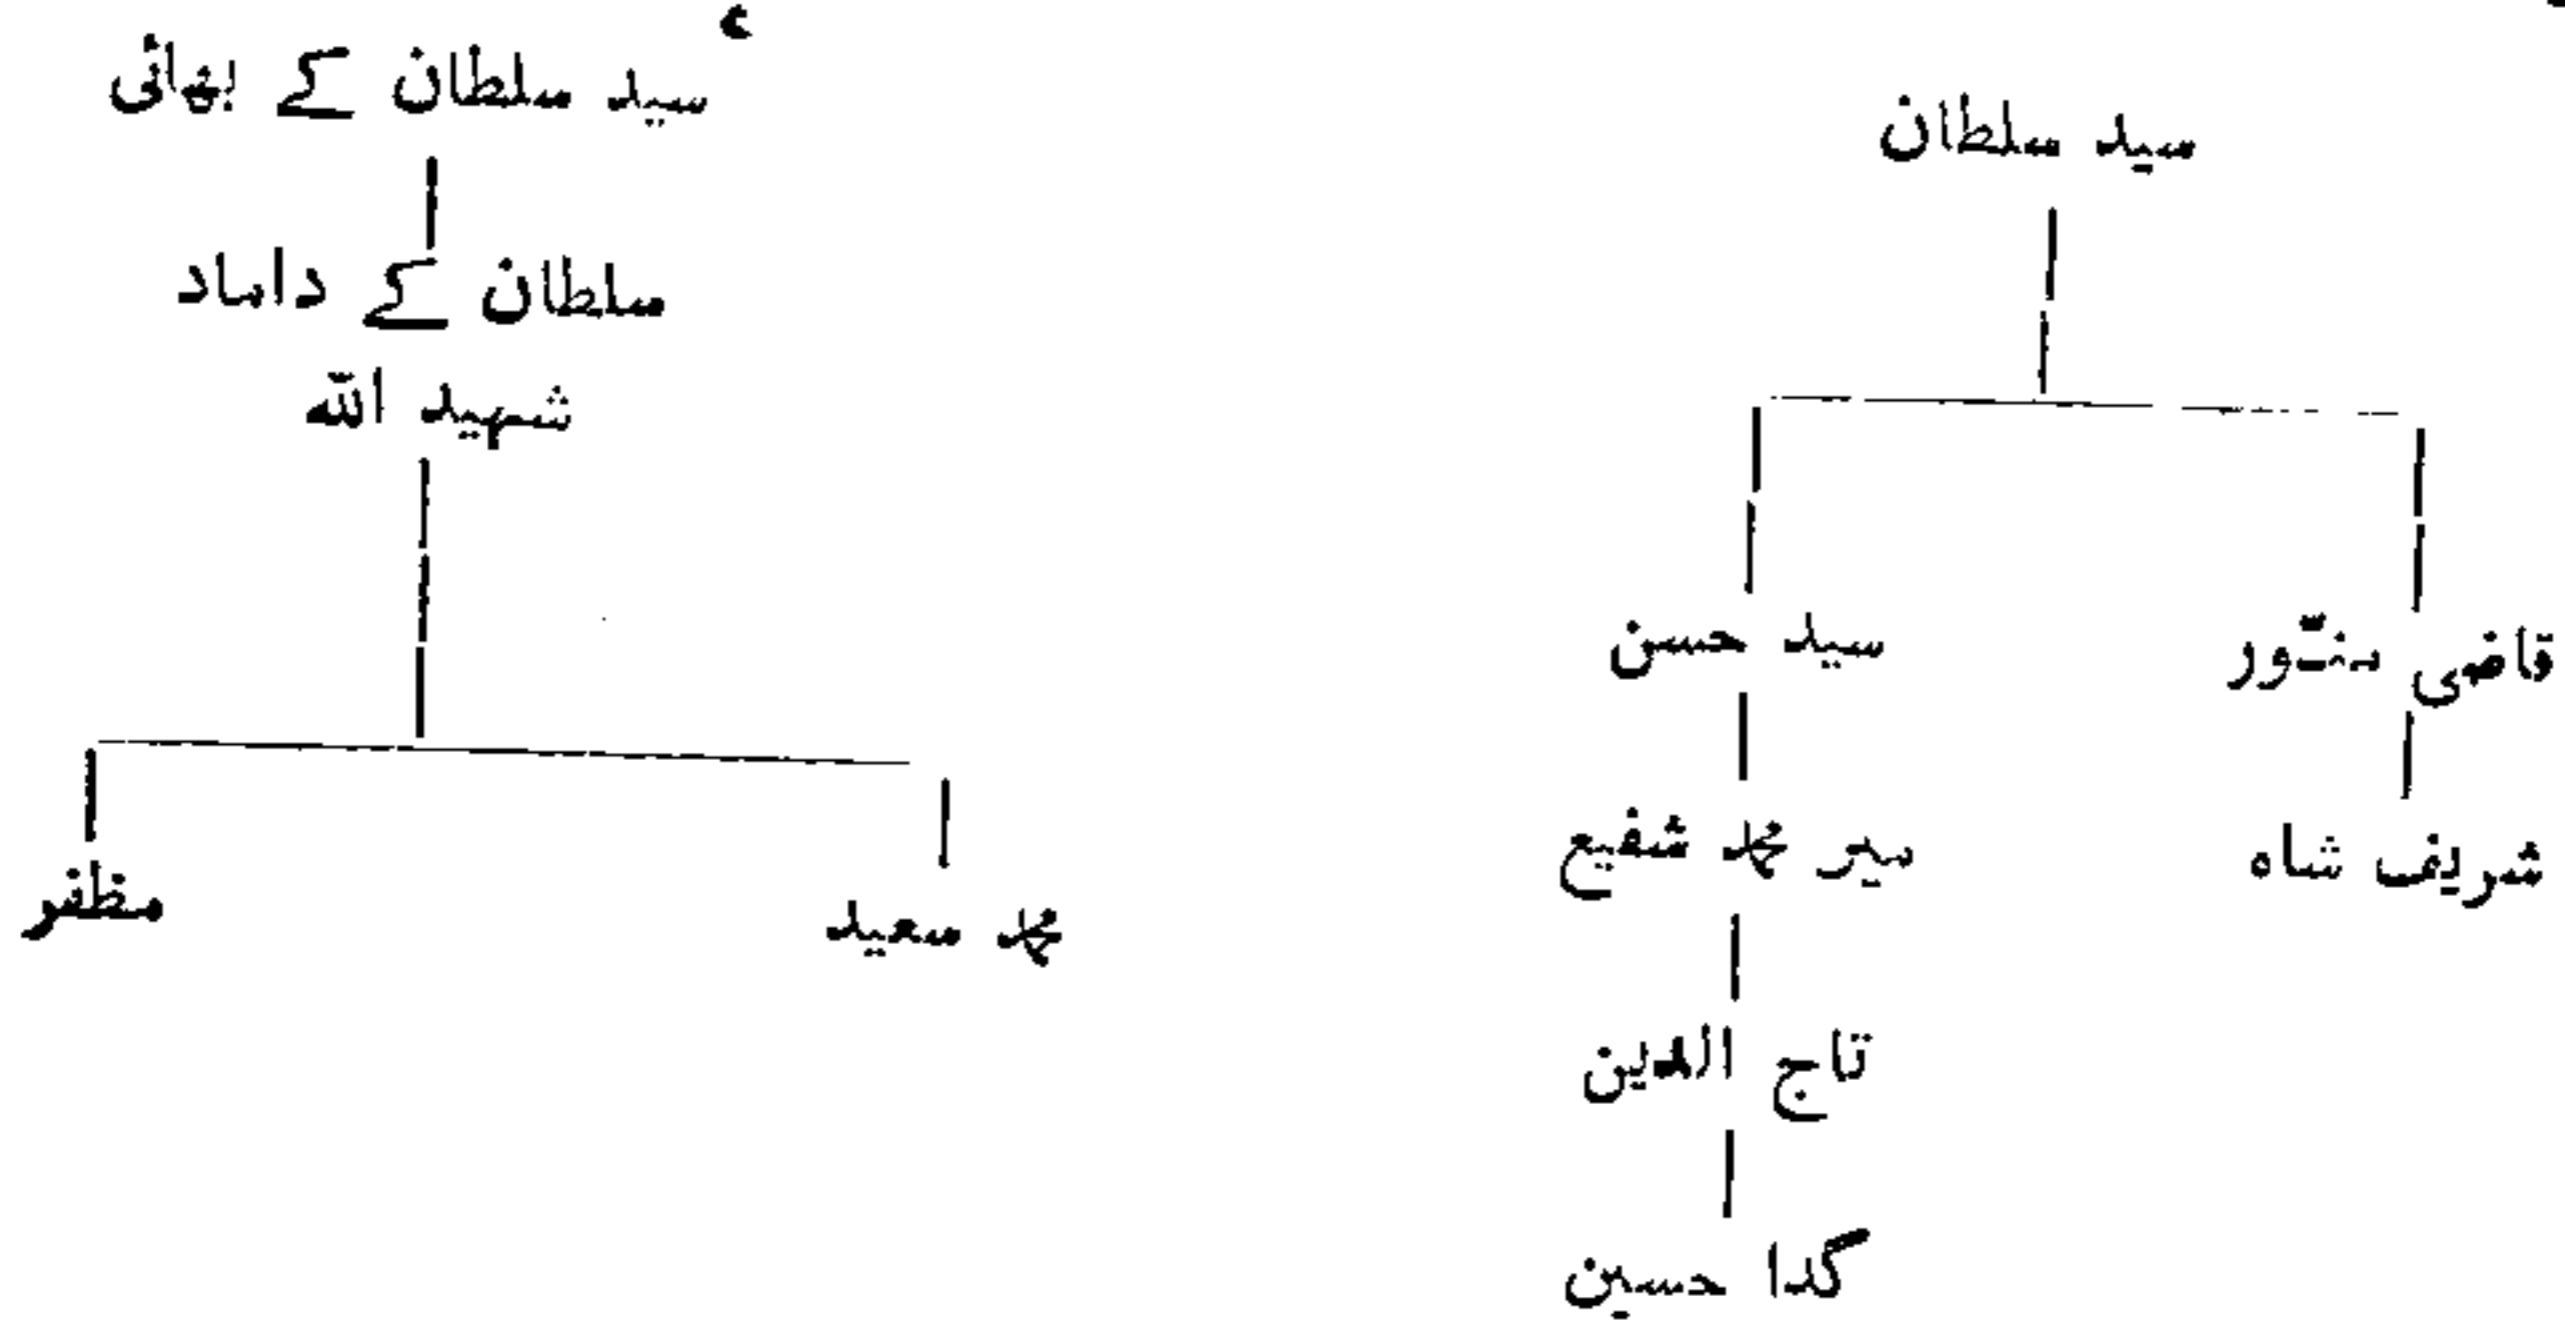 سید سلطان
قاضی
شریف شاہ
سید حسن
میر محمد شفیع
تاج الدین
گدا حسین
سید سلطان کے بھائی
سلطان کے داماد
شہید اللہ
محمد سعید
مظفر